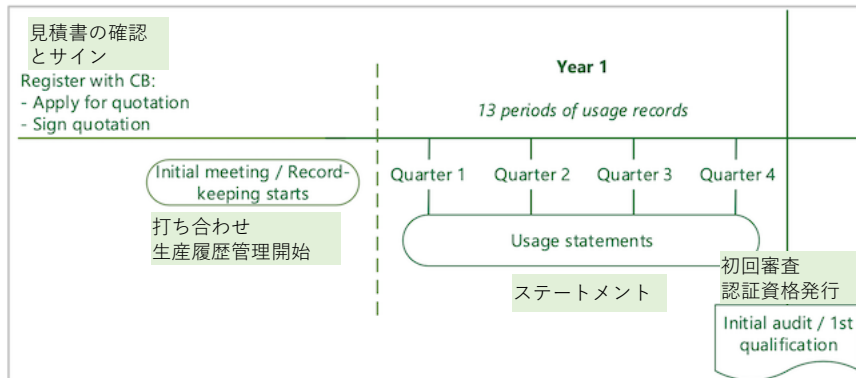 見積書の確認
とサイン
Register with CB:
- Apply for quotation
- Sign quotation
Year 1
13 periods of usage records
Initial meeting / Record-
keeping starts
Quarter 1
Quarter 2
Quarter 3
Quarter 4
打ち合わせ
生産履歴管理開始
Usage statements
ステートメント
初回審査
認証資格発行
Initial audit / 1st
qualification